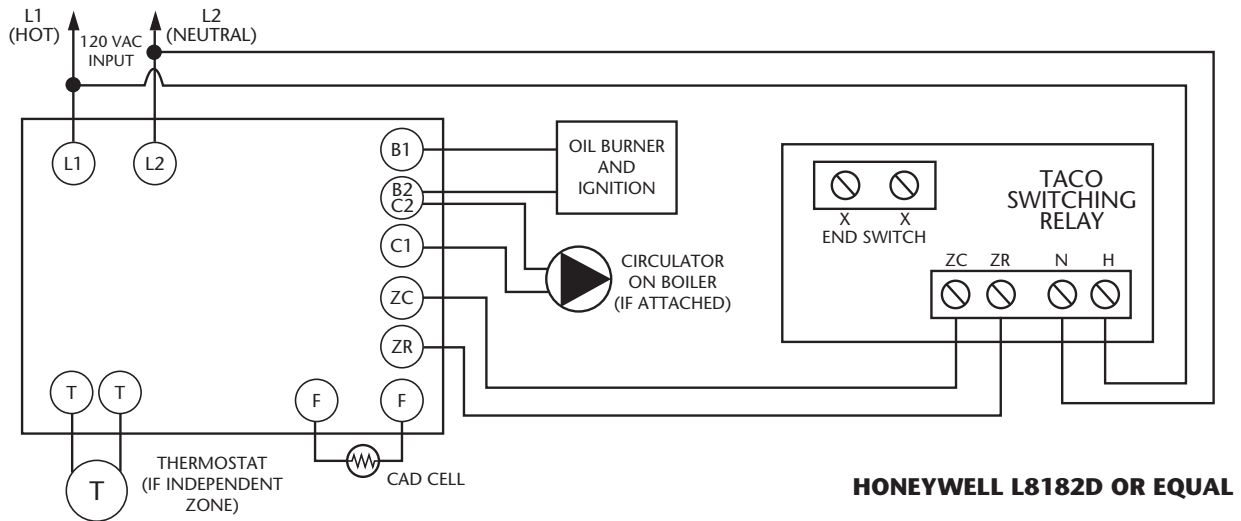 L1
(HOT)
L2
(NEUTRAL)
120 VAC
INPUT
L1
L2
B1
B2
C2
C1
ZC
ZR
OIL BURNER
AND
IGNITION
CIRCULATOR
ON BOILER
(IF ATTACHED)
X X
END SWITCH
TACO
SWITCHING
RELAY
ZC ZR N H
T T
F F
T
THERMOSTAT
(IF INDEPENDENT
ZONE)
CAD CELL
HONEYWELL L8182D OR EQUAL